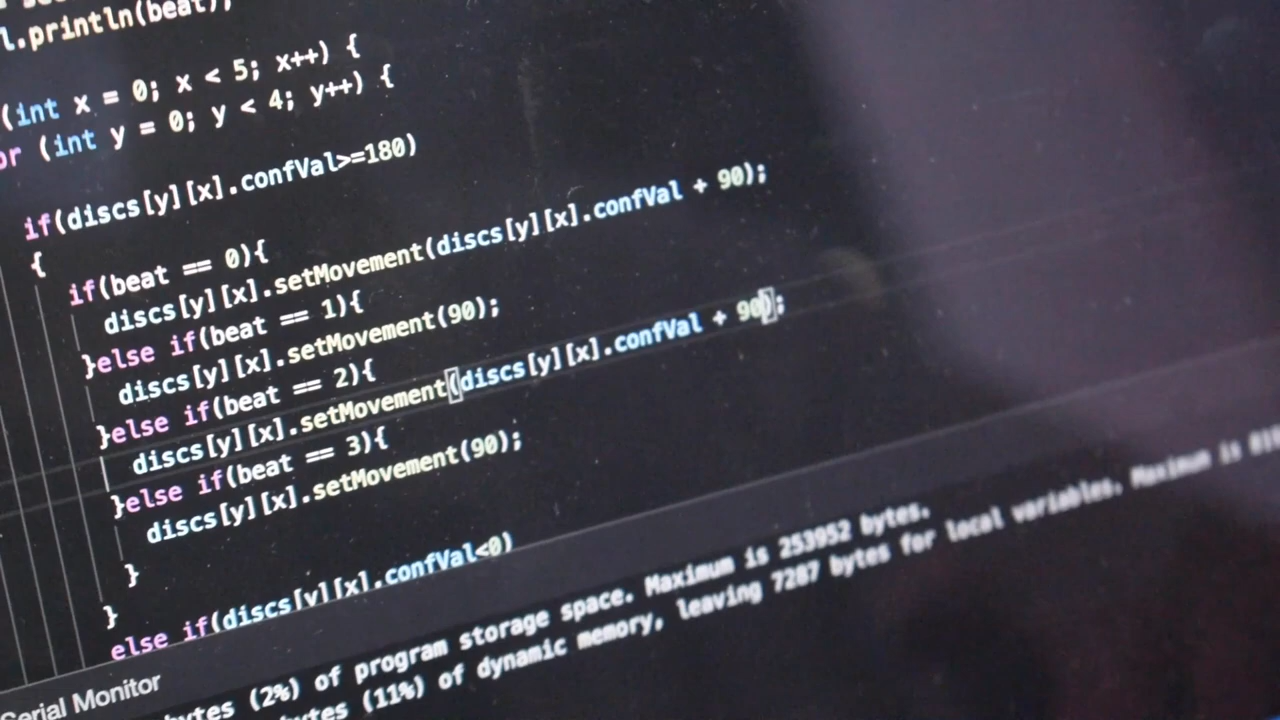 l.println(beat);
(int x = 0; x < 5; x++) {
or (int y = 0; y < 4; y++) {
if(discs[y][x].confVal>=180)
{
if(beat == 0){
discs[y][x].setMovement(discs[y][x].confVal + 90);
}else if(beat == 1){
discs[y][x].setMovement(90);
}else if(beat == 2){
discs[y][x].setMovement(discs[y][x].confVal + 90);
}else if(beat == 3){
discs[y][x].setMovement(90);
}
}
else if(discs[y][x].confVal<0)
Serial Monitor
bytes (2%) of program storage space. Maximum is 253952 bytes.
bytes (11%) of dynamic memory, leaving 7287 bytes for local variables. Maximum is